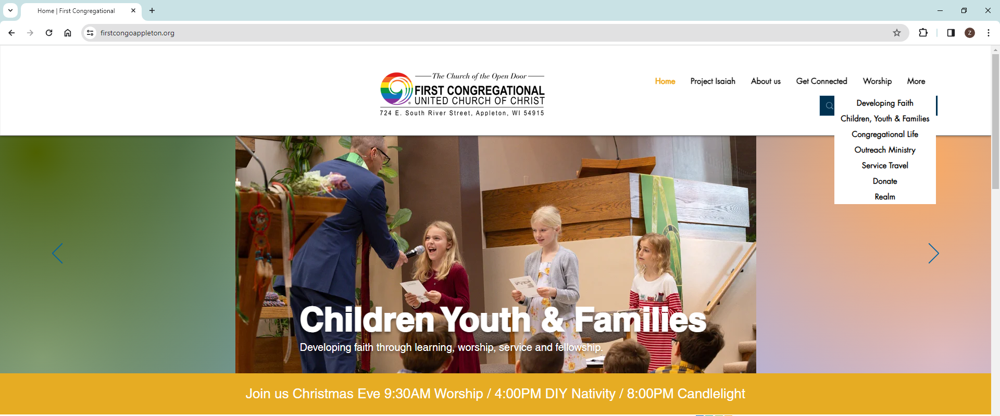 Home | First Congregational
firstcongoappleton.org
Z
The Church of the Open Door
FIRST CONGREGATIONAL
UNITED CHURCH OF CHRIST
724 E. South River Street, Appleton, WI 54915
Home Project Isaiah About us Get Connected Worship More
Developing Faith
Children, Youth & Families
Congregational Life
Outreach Ministry
Service Travel
Donate
Realm
Children Youth & Families
Developing faith through learning, worship, service and fellowship.
Join us Christmas Eve 9:30AM Worship / 4:00PM DIY Nativity / 8:00PM Candlelight